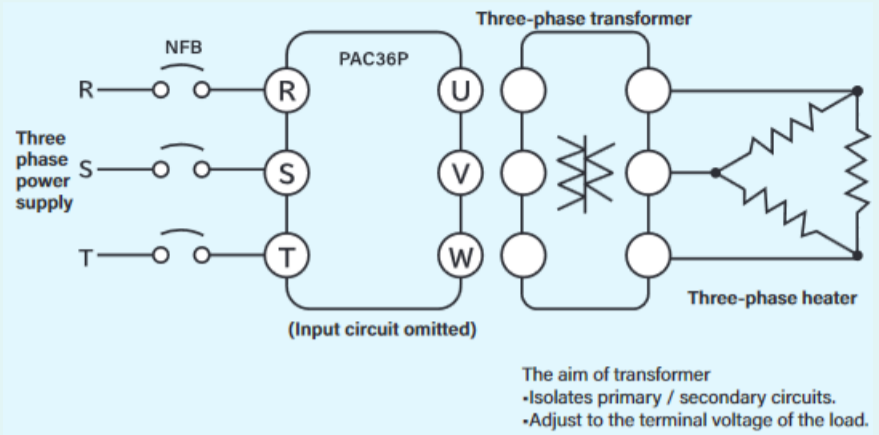 Three-phase transformer
NFB
PAC36P
R
R
U
Three
phase
power
supply
S
S
V
T
T
W
Three-phase heater
(Input circuit omitted)
The aim of transformer
•Isolates primary / secondary circuits.
•Adjust to the terminal voltage of the load.